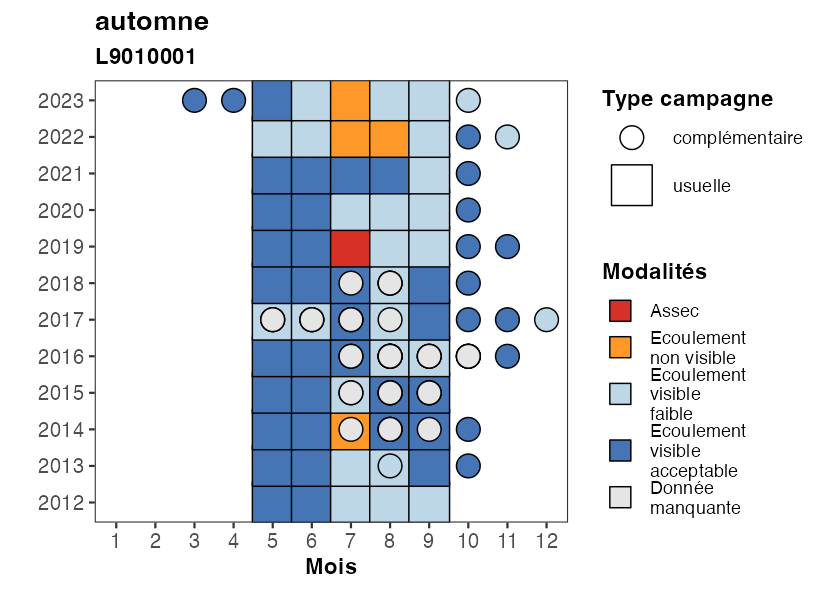 automne
L9010001
2023
2022
2021
2020
2019
2018
2017
2016
2015
2014
2013
2012
1 2 3 4 5 6 7 8 9 10 11 12
Mois
Type campagne
complémentaire
usuelle
Modalités
Assec
Ecoulement
non visible
Ecoulement
visible
faible
Ecoulement
visible
acceptable
Donnée
manquante